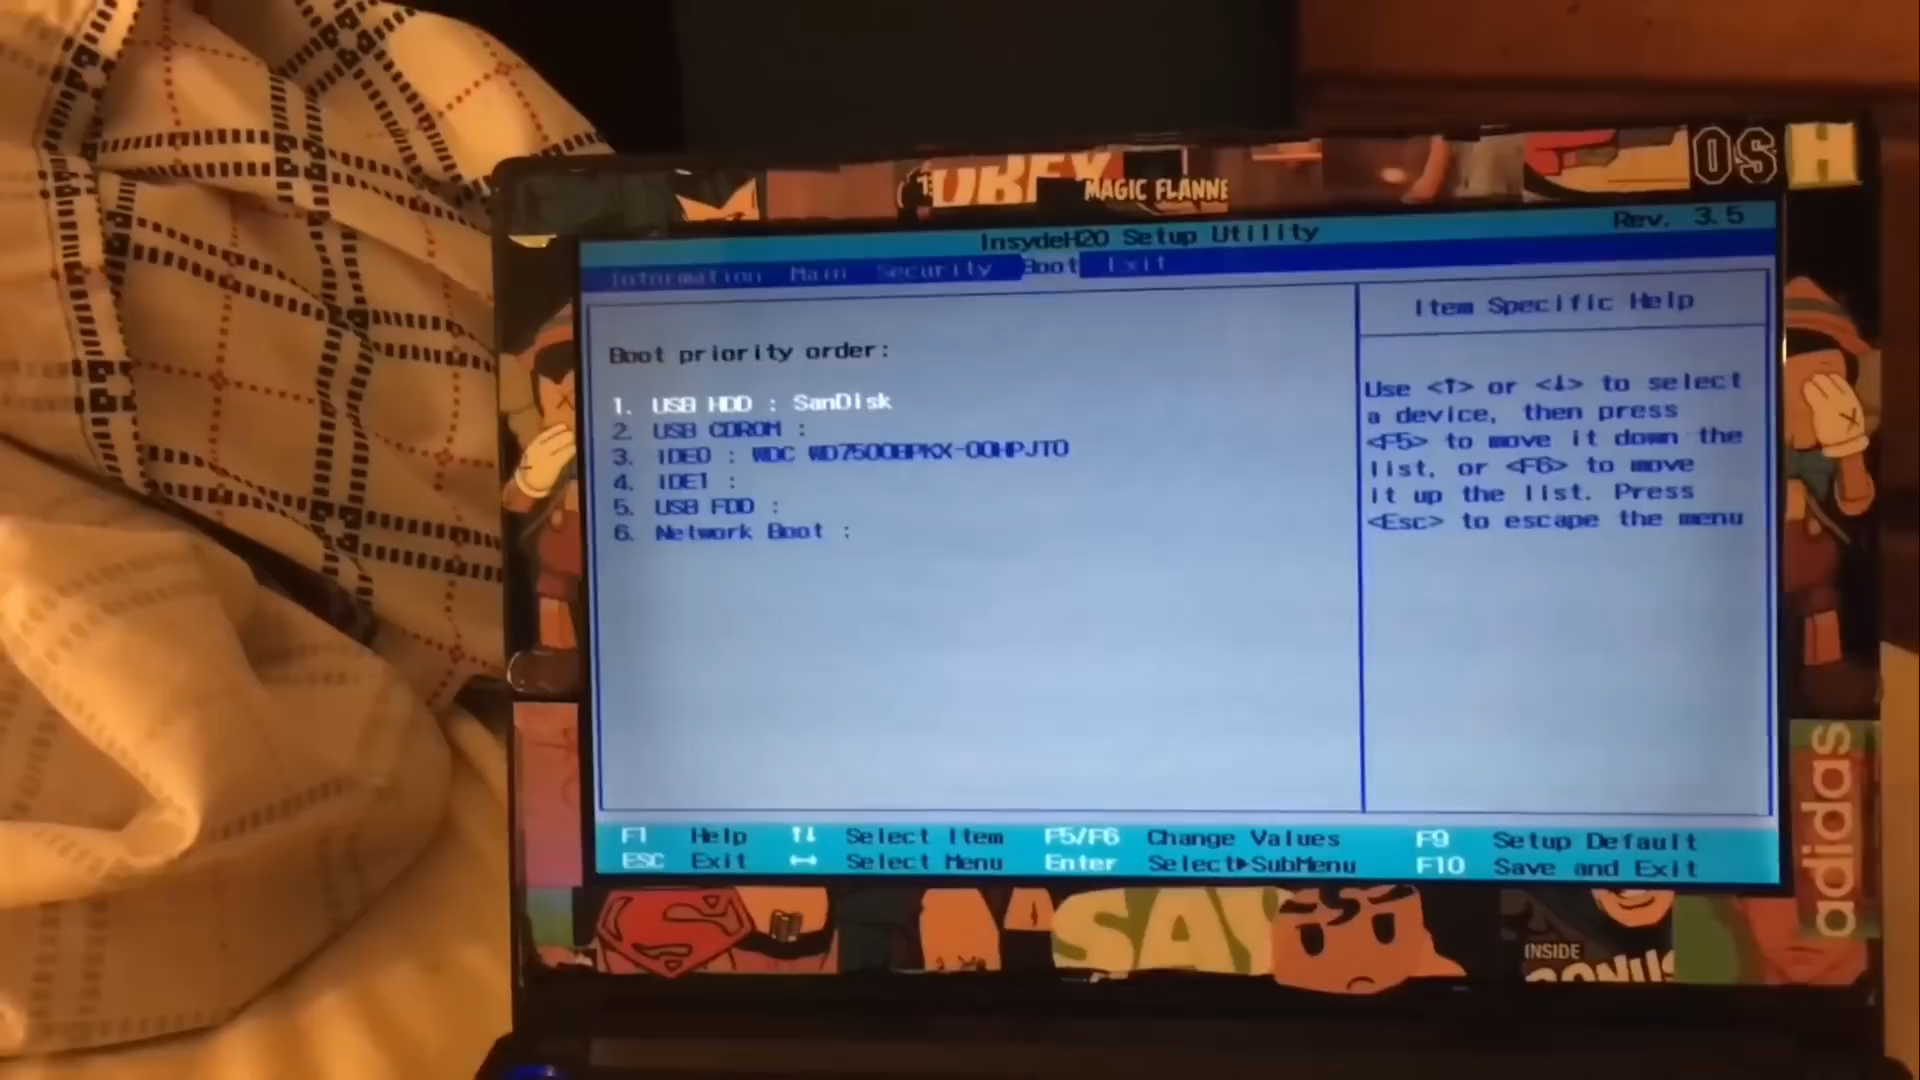 OBEY
MAGIC FLANNE
OS
H
InsydeH2O Setup Utility
Rev. 3.5
Information Main Security Boot Exit
Item Specific Help
Boot priority order:
1. USB HDD : SanDisk
2. USB CDROM :
3. IDE0 : WDC WD7500BPKX-00HPJT0
4. IDE1 :
5. USB FDD :
6. Network Boot :
Use <↑> or <↓> to select
a device, then press
<F5> to move it down the
list, or <F6> to move
it up the list. Press
<Esc> to escape the menu
F1 Help ↑↓ Select Item F5/F6 Change Values F9 Setup Default
ESC Exit ↔ Select Menu Enter Select▶SubMenu F10 Save and Exit
adidas
SAY
INSIDE
BONUS